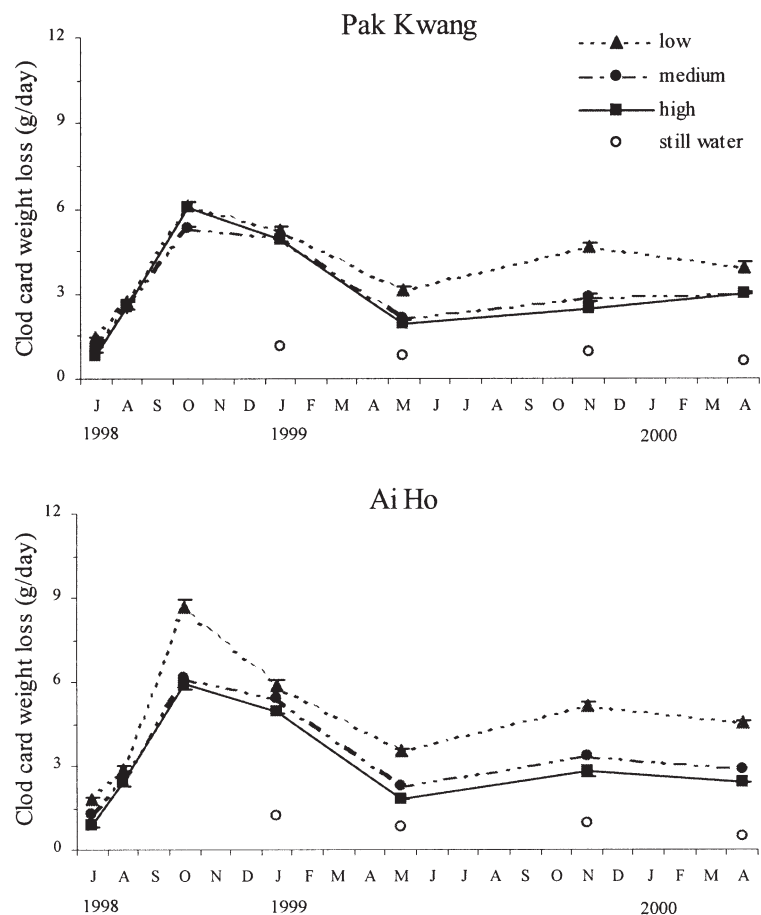 Pak Kwang
low
medium
high
still water
Clod card weight loss (g/day)
12
9
6
3
0
J A S O N D J F M A M J J A S O N D J F M A
1998 1999 2000
Ai Ho
Clod card weight loss (g/day)
12
9
6
3
0
J A S O N D J F M A M J J A S O N D J F M A
1998 1999 2000